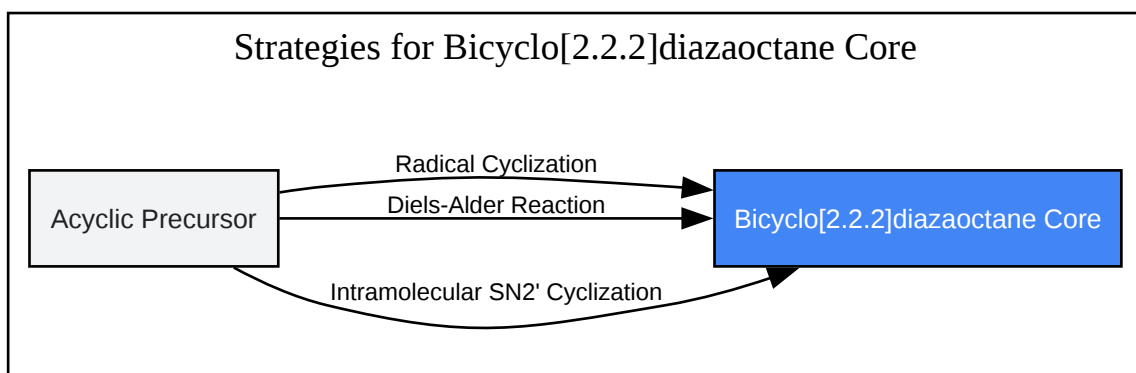 Strategies for Bicyclo[2.2.2]diazaoctane Core
Radical Cyclization
Acyclic Precursor
Diels-Alder Reaction
Bicyclo[2.2.2]diazaoctane Core
Intramolecular SN2' Cyclization